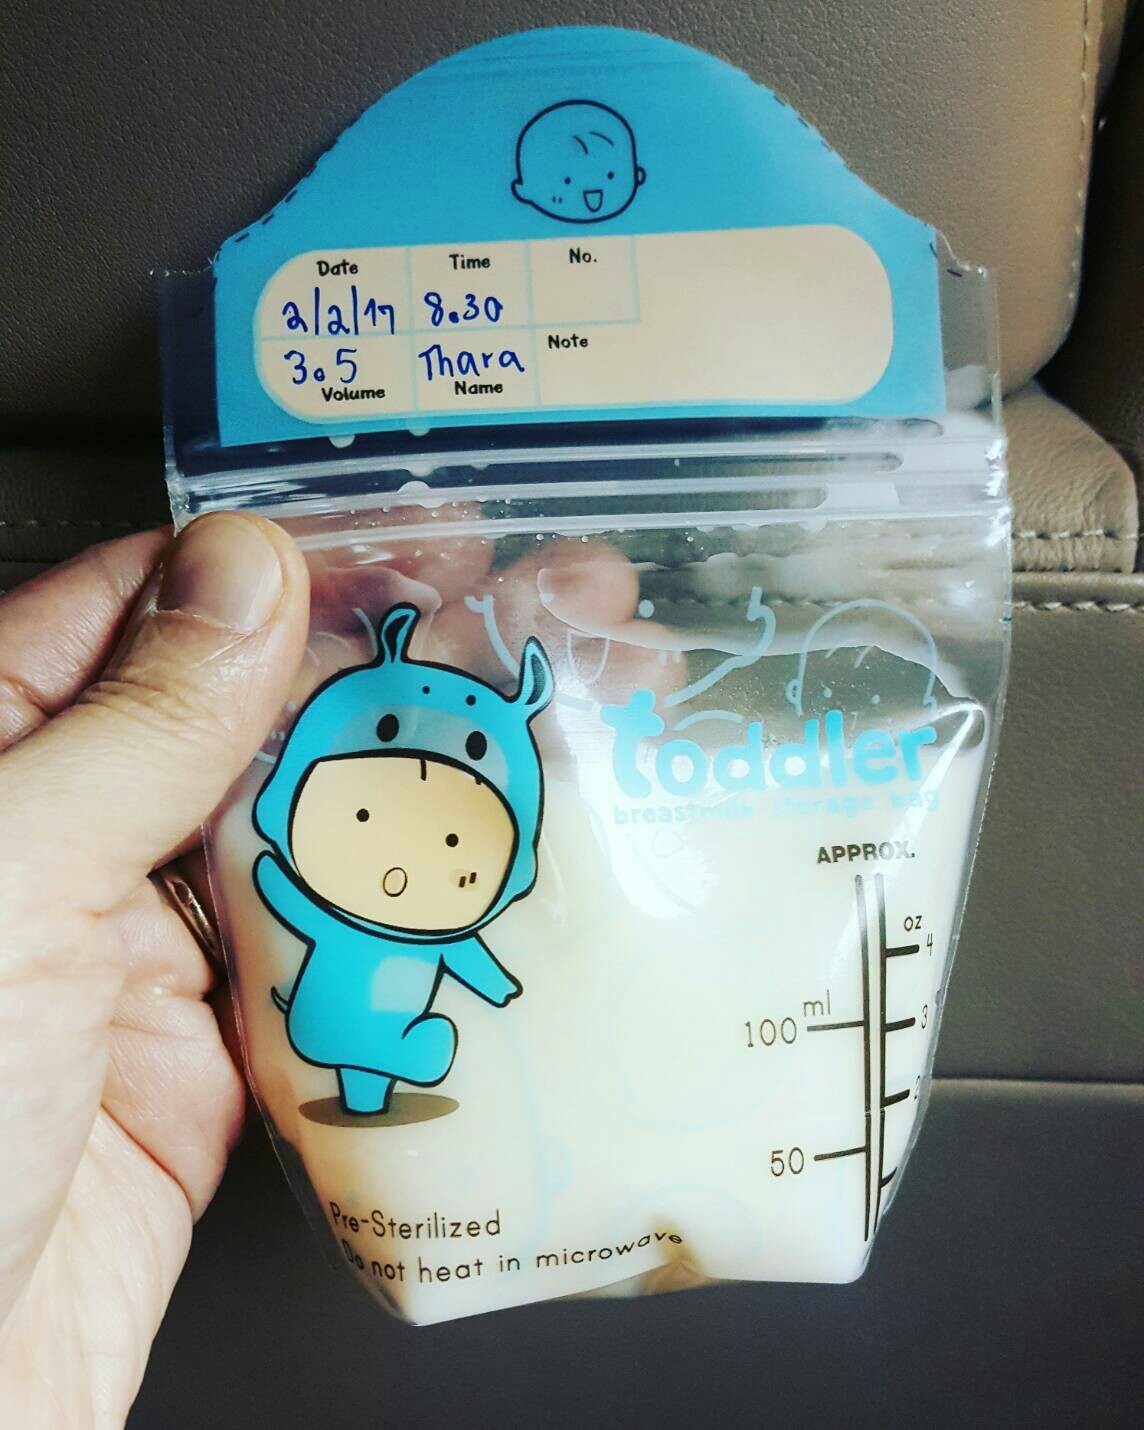 Date Time No.
2/2/17 8.30
3.5 Thara Note
Volume Name
toddler
breastmilk storage bag
APPROX.
oz
4
ml
100 3
2
50
Pre-Sterilized
Do not heat in microwave